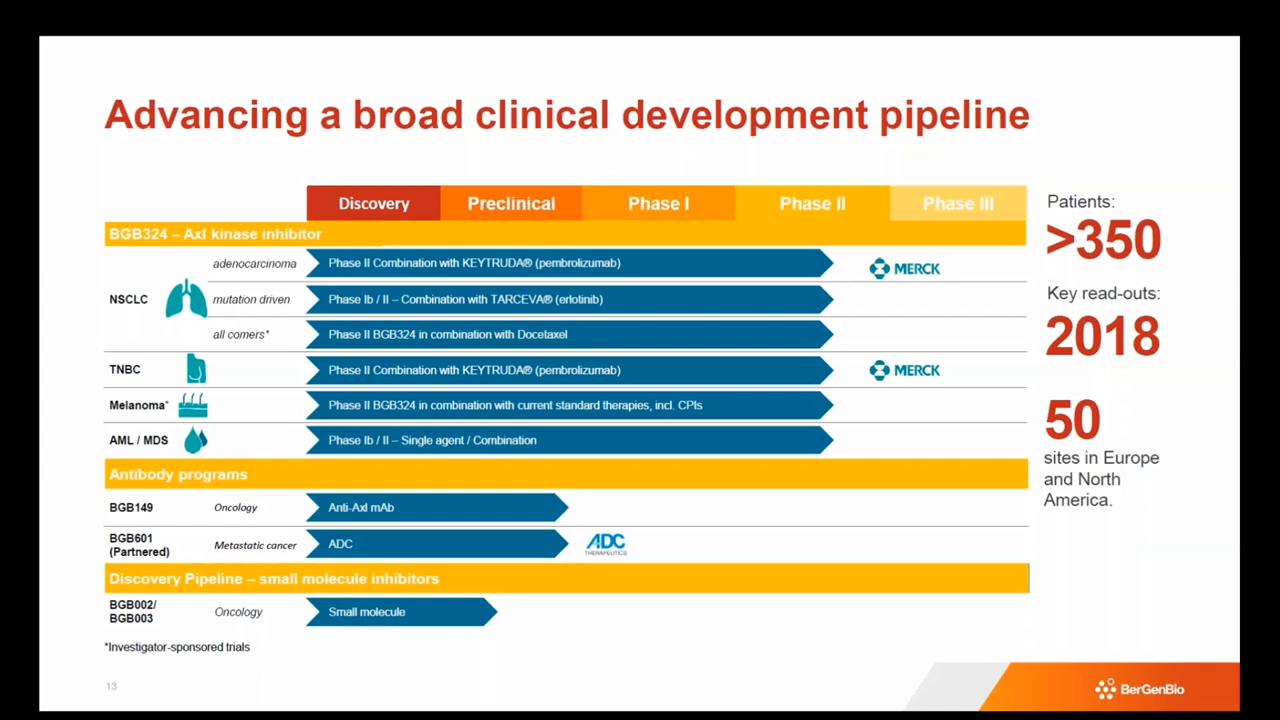 Advancing a broad clinical development pipeline
Discovery Preclinical Phase I Phase II Phase III
BGB324 – Axl kinase inhibitor
NSCLC
adenocarcinoma Phase II Combination with KEYTRUDA® (pembrolizumab) MERCK
mutation driven Phase Ib / II – Combination with TARCEVA® (erlotinib)
all comers* Phase II BGB324 in combination with Docetaxel
TNBC Phase II Combination with KEYTRUDA® (pembrolizumab) MERCK
Melanoma* Phase II BGB324 in combination with current standard therapies, incl. CPIs
AML / MDS Phase Ib / II – Single agent / Combination
Antibody programs
BGB149 Oncology Anti-Axl mAb
BGB601
(Partnered) Metastatic cancer ADC ADC
THERAPEUTICS
Discovery Pipeline – small molecule inhibitors
BGB002/
BGB003 Oncology Small molecule
*Investigator-sponsored trials
Patients:
>350
Key read-outs:
2018
50
sites in Europe
and North
America.
13
BerGenBio